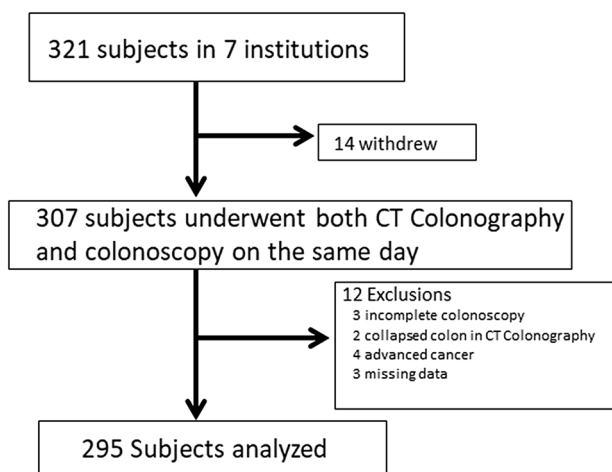 321 subjects in 7 institutions
14 withdrew
307 subjects underwent both CT Colonography
and colonoscopy on the same day
12 Exclusions
3 incomplete colonoscopy
2 collapsed colon in CT Colonography
4 advanced cancer
3 missing data
295 Subjects analyzed